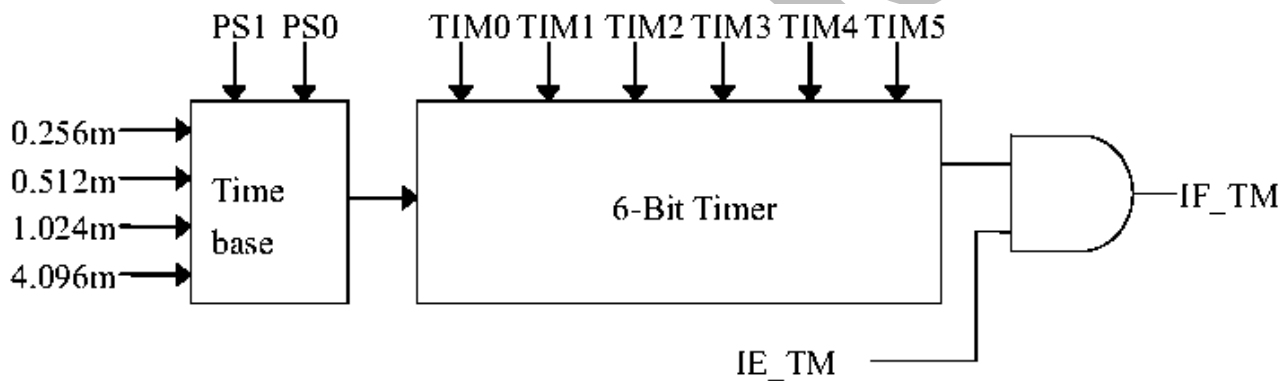 PS1 PS0
TIM0 TIM1 TIM2 TIM3 TIM4 TIM5
0.256m
0.512m
1.024m
4.096m
Time
base
6-Bit Timer
IF_TM
IE_TM